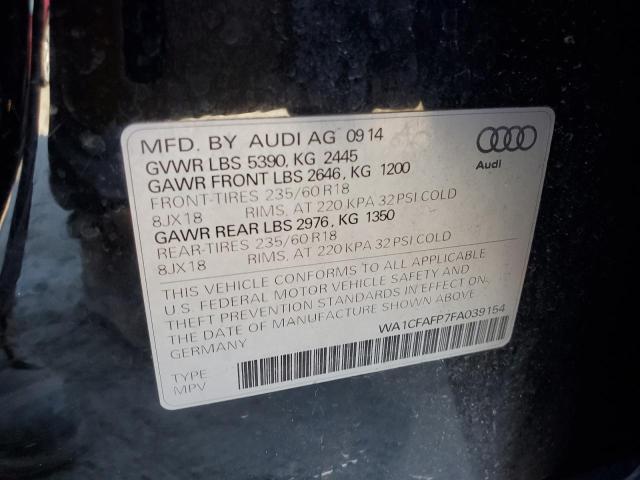 MFD. BY AUDI AG 09 14
GVWR LBS 5390, KG 2445
GAWR FRONT LBS 2646, KG 1200
FRONT-TIRES 235/60 R18
8JX18 RIMS, AT 220 KPA 32 PSI COLD
GAWR REAR LBS 2976, KG 1350
REAR-TIRES 235/60 R18
8JX18 RIMS, AT 220 KPA 32 PSI COLD
Audi
THIS VEHICLE CONFORMS TO ALL APPLICABLE
U.S. FEDERAL MOTOR VEHICLE SAFETY AND
THEFT PREVENTION STANDARDS IN EFFECT ON
THE DATE OF MANUFACTURE SHOWN ABOVE
GERMANY
WA1CFAFP7FA039154
TYPE
MPV